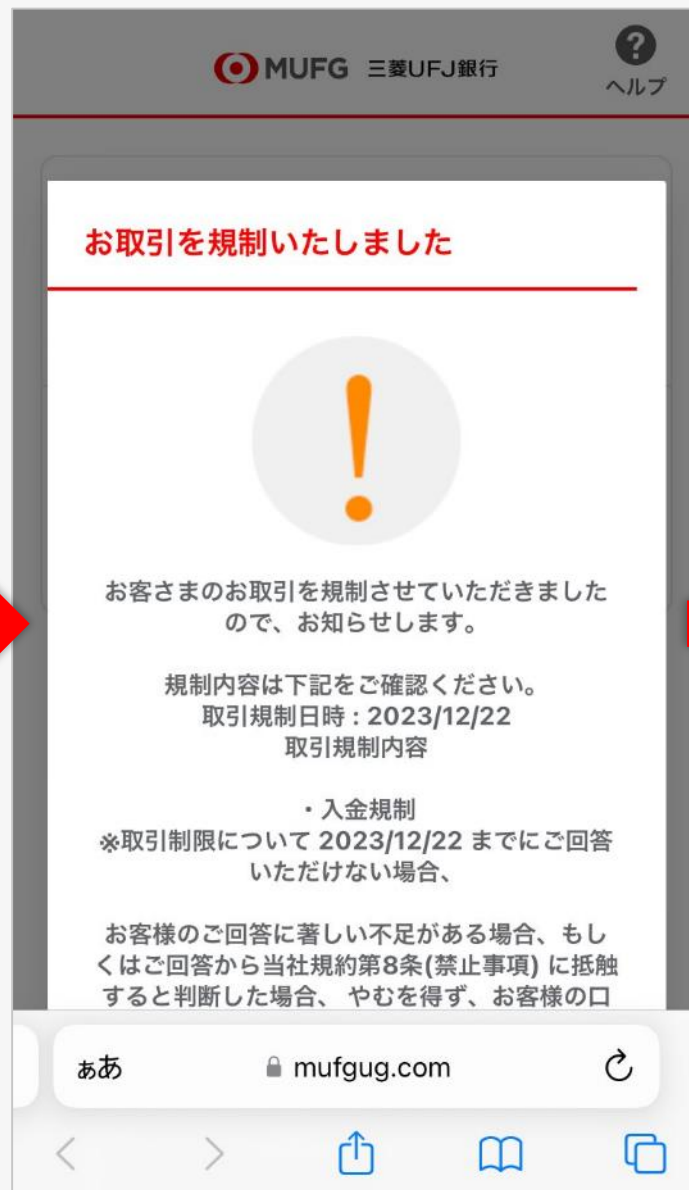 MUFG 三菱UFJ銀行
?
ヘルプ
お取引を規制いたしました
!
お客さまのお取引を規制させていただきました
ので、お知らせします。
規制内容は下記をご確認ください。
取引規制日時 : 2023/12/22
取引規制内容
・入金規制
※取引制限について 2023/12/22 までにご回答
いただけない場合、
お客様のご回答に著しい不足がある場合、もし
くはご回答から当社規約第8条(禁止事項) に抵触
すると判断した場合、 やむを得ず、お客様の口
ぁあ mufgug.com